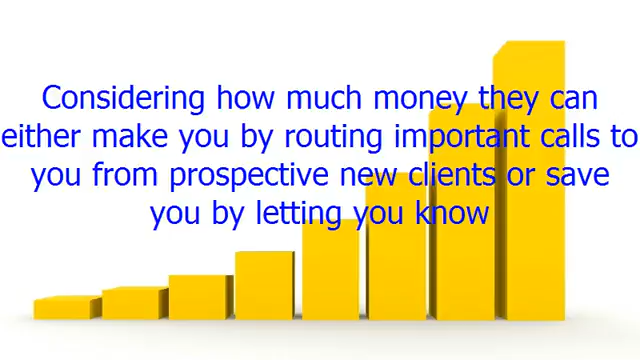 Considering how much money they can
either make you by routing important calls to
you from prospective new clients or save
you by letting you know